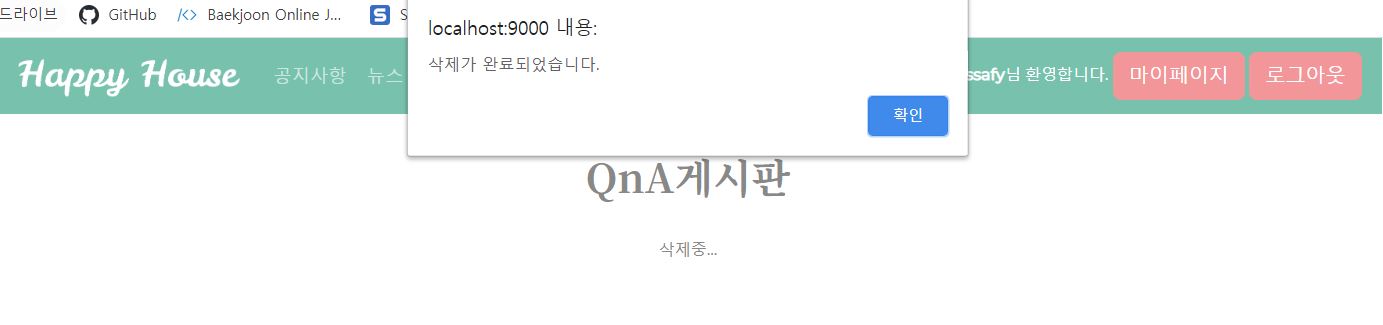 드라이브 GitHub Baekjoon Online J... S
localhost:9000 내용:
삭제가 완료되었습니다.
확인
Happy House 공지사항 뉴스 ssafy님 환영합니다. 마이페이지 로그아웃
QnA게시판
삭제중...